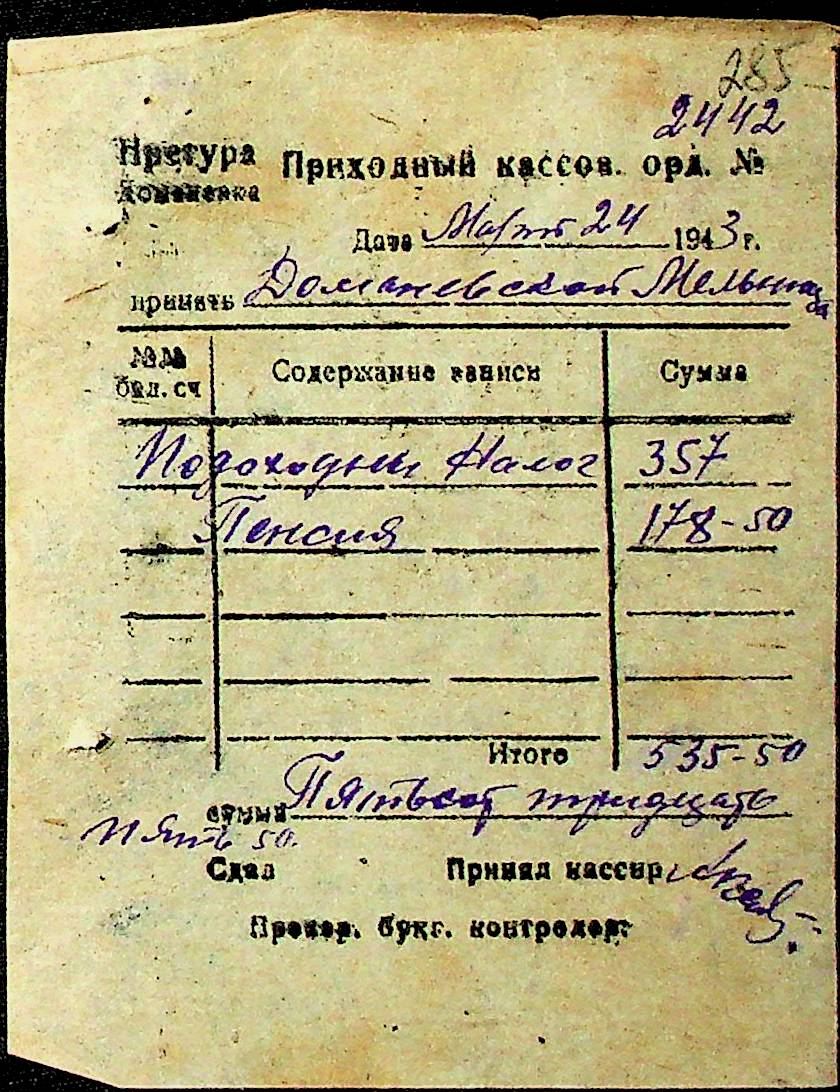 285
2442
Претура Приходный кассов. орд. №
Доманевка
Дата Март 24 1943 г.
принять Доманевской Мельница
№№ бал. сч Содержание записи Сумма
Подоходны Налог 357
Пенсия 178-50
Итого 535-50
сумма Пятьсот тридцать
пять 50
Сдал Принял кассир
Провер. бухг. контролер: